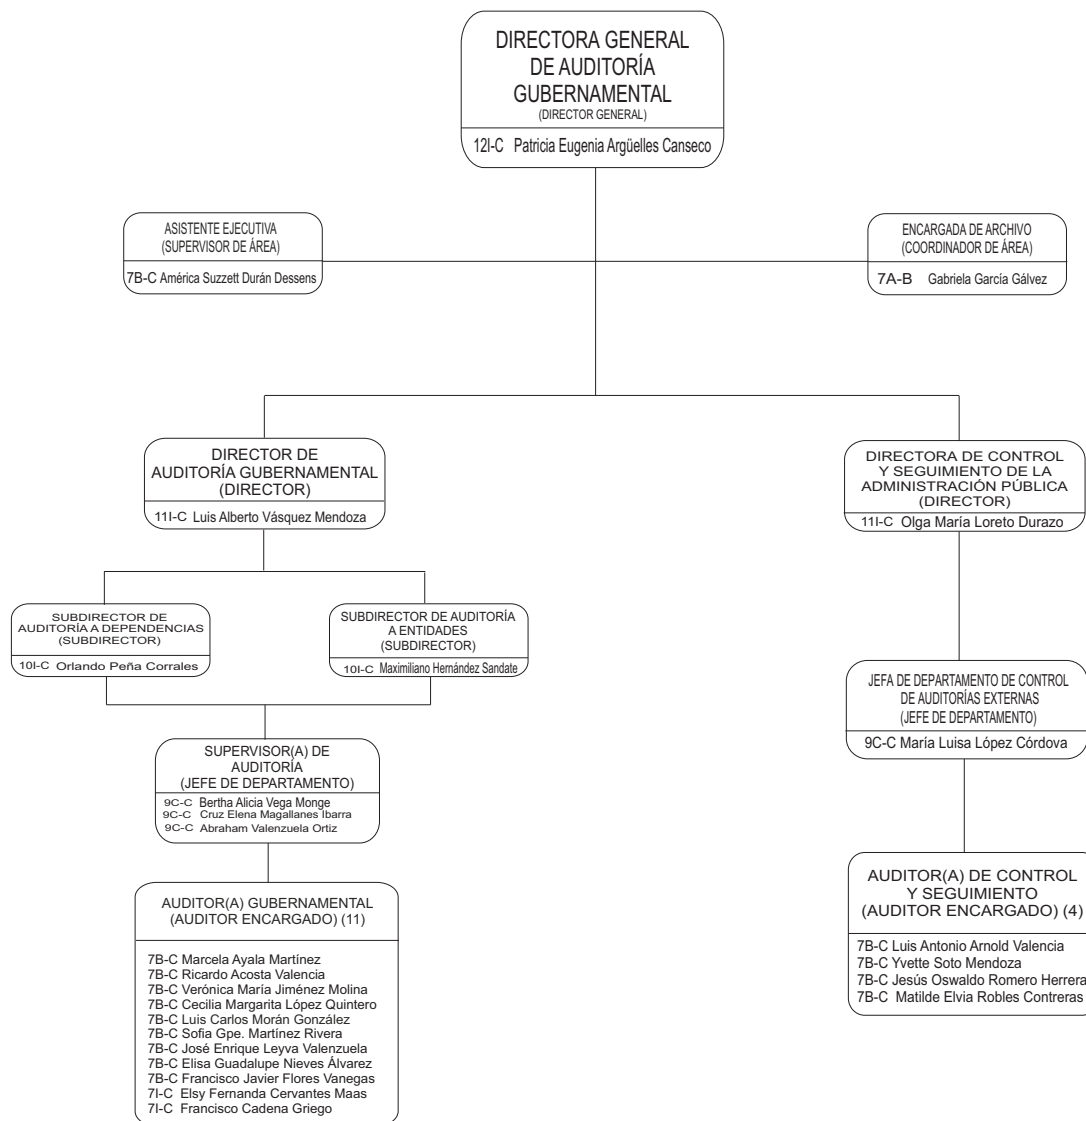 DIRECTORA GENERAL
DE AUDITORÍA
GUBERNAMENTAL
(DIRECTOR GENERAL)
12I-C Patricia Eugenia Argüelles Canseco
ASISTENTE EJECUTIVA
(SUPERVISOR DE ÁREA)
7B-C América Suzzett Durán Dessens
ENCARGADA DE ARCHIVO
(COORDINADOR DE ÁREA)
7A-B Gabriela García Gálvez
DIRECTOR DE
AUDITORÍA GUBERNAMENTAL
(DIRECTOR)
11I-C Luis Alberto Vásquez Mendoza
DIRECTORA DE CONTROL
Y SEGUIMIENTO DE LA
ADMINISTRACIÓN PÚBLICA
(DIRECTOR)
11I-C Olga María Loreto Durazo
SUBDIRECTOR DE
AUDITORÍA A DEPENDENCIAS
(SUBDIRECTOR)
10I-C Orlando Peña Corrales
SUBDIRECTOR DE AUDITORÍA
A ENTIDADES
(SUBDIRECTOR)
10I-C Maximiliano Hernández Sandate
JEFA DE DEPARTAMENTO DE CONTROL
DE AUDITORÍAS EXTERNAS
(JEFE DE DEPARTAMENTO)
9C-C María Luisa López Córdova
SUPERVISOR(A) DE
AUDITORÍA
(JEFE DE DEPARTAMENTO)
9C-C Bertha Alicia Vega Monge
9C-C Cruz Elena Magallanes Ibarra
9C-C Abraham Valenzuela Ortiz
AUDITOR(A) GUBERNAMENTAL
(AUDITOR ENCARGADO) (11)
7B-C Marcela Ayala Martínez
7B-C Ricardo Acosta Valencia
7B-C Verónica María Jiménez Molina
7B-C Cecilia Margarita López Quintero
7B-C Luis Carlos Morán González
7B-C Sofia Gpe. Martínez Rivera
7B-C José Enrique Leyva Valenzuela
7B-C Elisa Guadalupe Nieves Álvarez
7B-C Francisco Javier Flores Vanegas
7I-C Elsy Fernanda Cervantes Maas
7I-C Francisco Cadena Griego
AUDITOR(A) DE CONTROL
Y SEGUIMIENTO
(AUDITOR ENCARGADO) (4)
7B-C Luis Antonio Arnold Valencia
7B-C Yvette Soto Mendoza
7B-C Jesús Oswaldo Romero Herrera
7B-C Matilde Elvia Robles Contreras